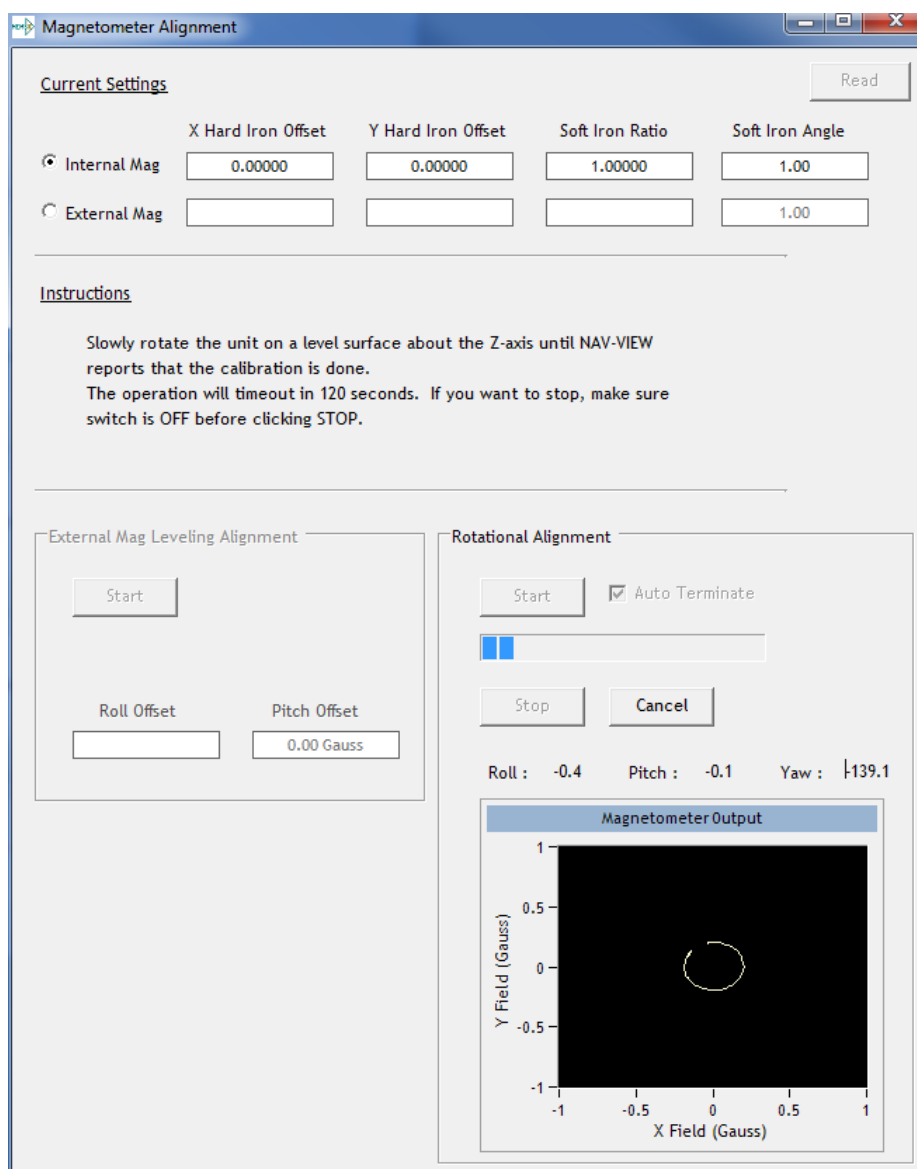 Magnetometer Alignment
Current Settings
Read
X Hard Iron Offset Y Hard Iron Offset Soft Iron Ratio Soft Iron Angle
Internal Mag 0.00000 0.00000 1.00000 1.00
External Mag 1.00
Instructions
Slowly rotate the unit on a level surface about the Z-axis until NAV-VIEW
reports that the calibration is done.
The operation will timeout in 120 seconds. If you want to stop, make sure
switch is OFF before clicking STOP.
External Mag Leveling Alignment
Start
Roll Offset Pitch Offset
0.00 Gauss
Rotational Alignment
Start Auto Terminate
Stop Cancel
Roll : -0.4 Pitch : -0.1 Yaw : -139.1
Magnetometer Output
Y Field (Gauss)
1
0.5
0
-0.5
-1
-1 -0.5 0 0.5 1
X Field (Gauss)